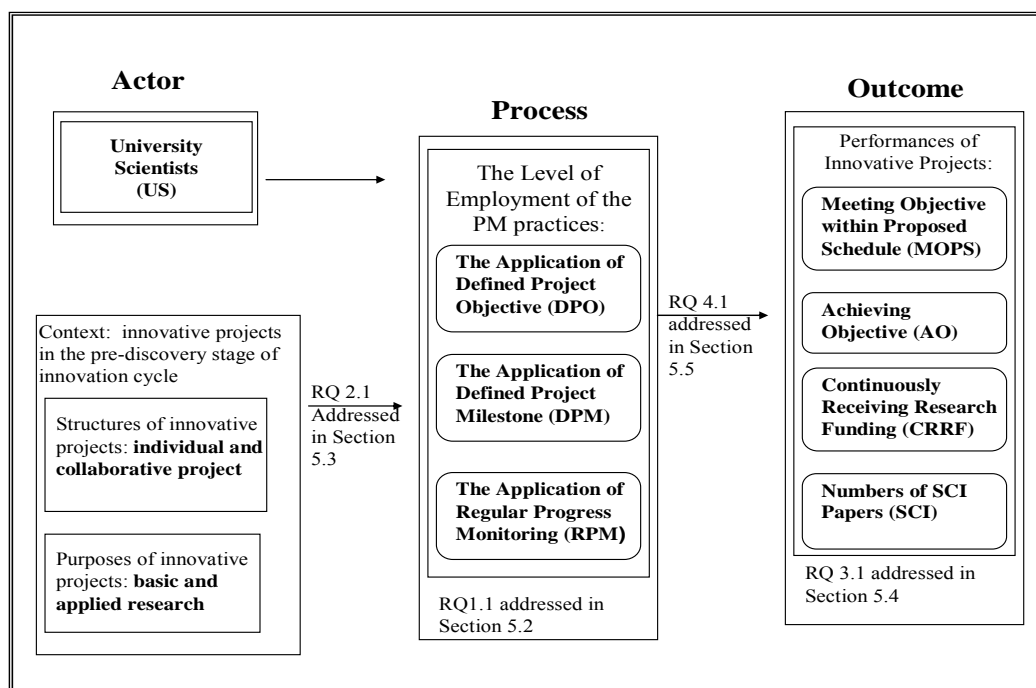 Actor
University
Scientists
(US)
Context:  innovative projects
in the pre-discovery stage of
innovation cycle
Structures of innovative
projects: individual and
collaborative project
Purposes of innovative
projects: basic and
applied research
RQ 2.1
Addressed
in Section
5.3
Process
The Level of
Employment of the
PM practices:
The Application of
Defined Project
Objective (DPO)
The Application of
Defined Project
Milestone (DPM)
The Application of
Regular Progress
Monitoring (RPM)
RQ1.1 addressed in
Section 5.2
RQ 4.1
addressed
in Section
5.5
Outcome
Performances of
Innovative Projects:
Meeting Objective
within Proposed
Schedule (MOPS)
Achieving
Objective (AO)
Continuously
Receiving Research
Funding (CRRF)
Numbers of SCI
Papers (SCI)
RQ 3.1 addressed in
Section 5.4